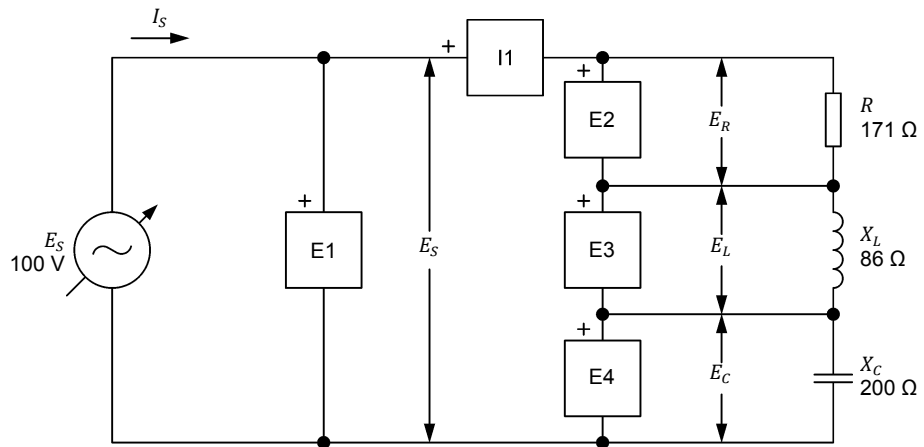 I_S
+
I1
+
E2
E_R
R
171 Ω
+
E1
E_S
100 V
E_S
+
E3
E_L
X_L
86 Ω
+
E4
E_C
X_C
200 Ω